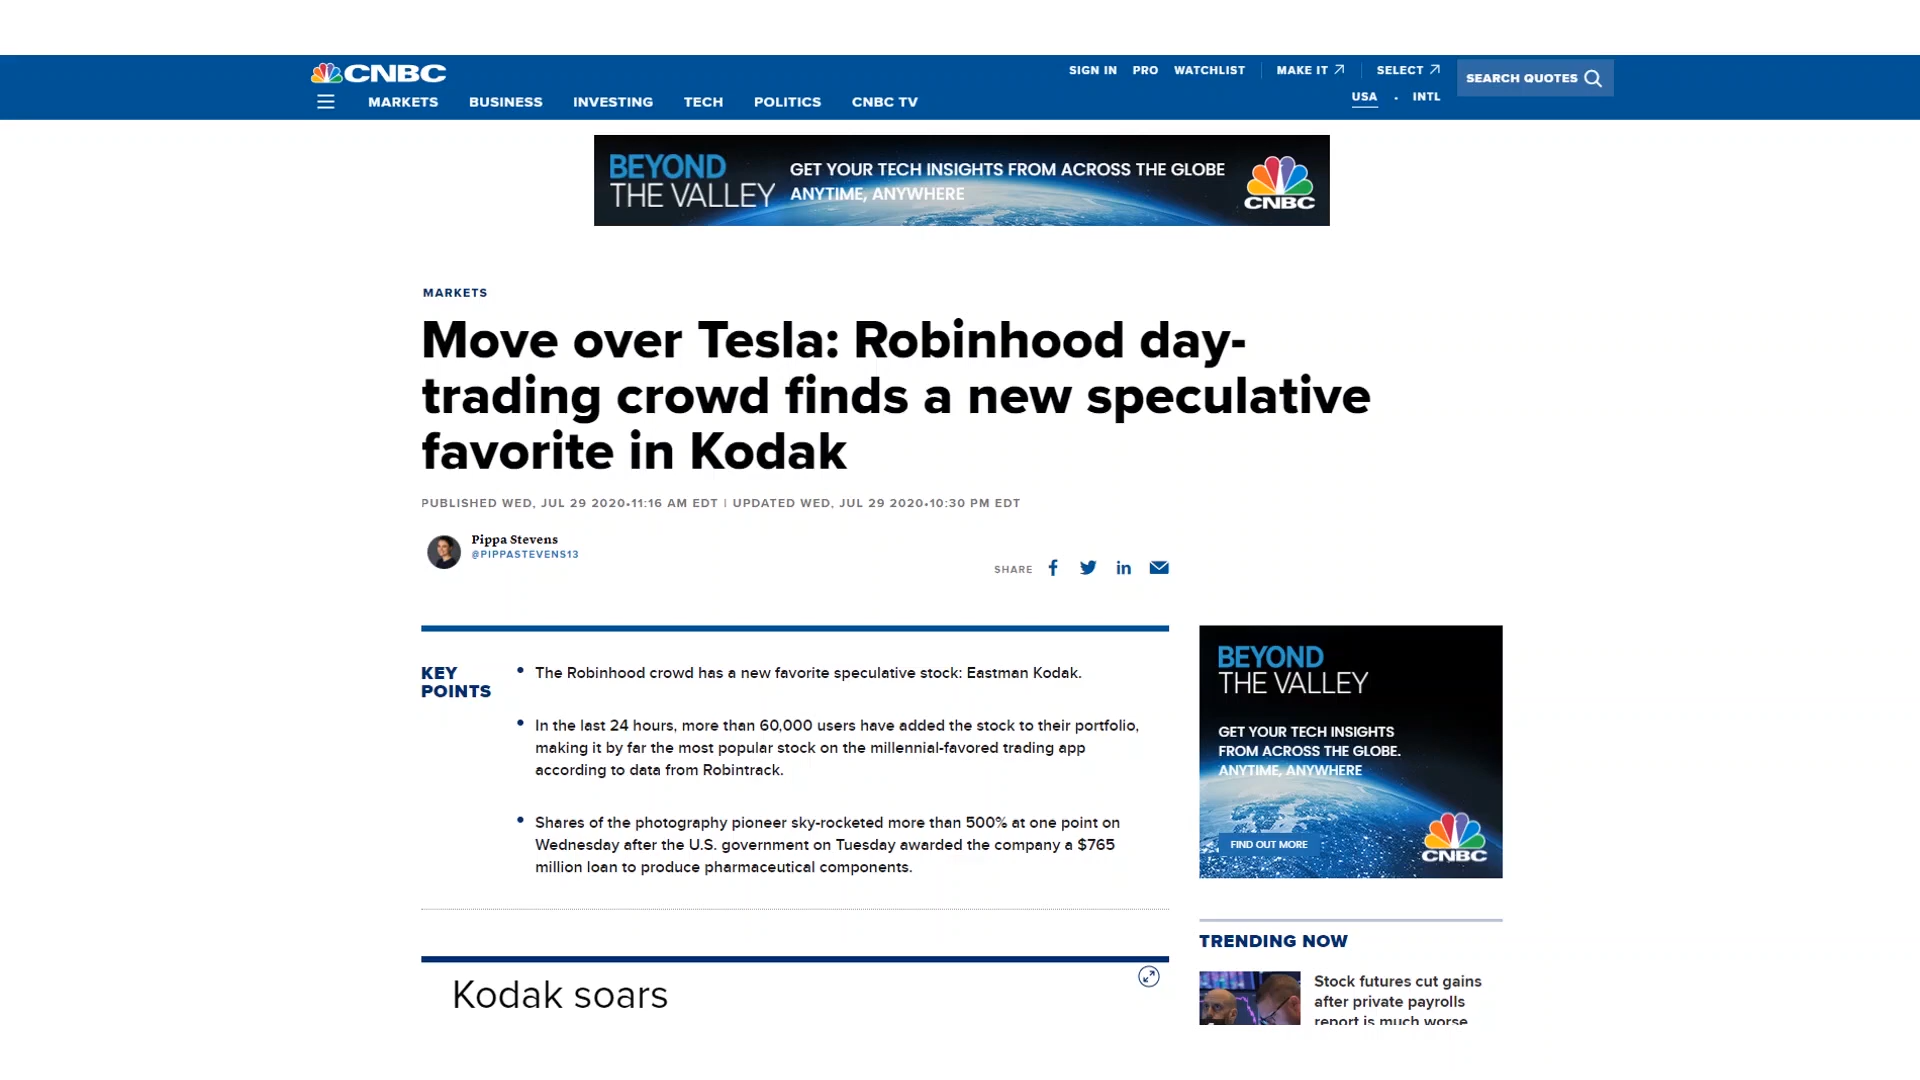 CNBC
SIGN IN PRO WATCHLIST MAKE IT SELECT
SEARCH QUOTES
USA • INTL
MARKETS BUSINESS INVESTING TECH POLITICS CNBC TV
BEYOND
THE VALLEY
GET YOUR TECH INSIGHTS FROM ACROSS THE GLOBE
ANYTIME, ANYWHERE
CNBC
MARKETS
Move over Tesla: Robinhood day-
trading crowd finds a new speculative
favorite in Kodak
PUBLISHED WED, JUL 29 2020•11:16 AM EDT | UPDATED WED, JUL 29 2020•10:30 PM EDT
Pippa Stevens
@PIPPASTEVENS13
SHARE
KEY
POINTS
• The Robinhood crowd has a new favorite speculative stock: Eastman Kodak.
• In the last 24 hours, more than 60,000 users have added the stock to their portfolio,
making it by far the most popular stock on the millennial-favored trading app
according to data from Robintrack.
• Shares of the photography pioneer sky-rocketed more than 500% at one point on
Wednesday after the U.S. government on Tuesday awarded the company a $765
million loan to produce pharmaceutical components.
Kodak soars
BEYOND
THE VALLEY
GET YOUR TECH INSIGHTS
FROM ACROSS THE GLOBE.
ANYTIME, ANYWHERE
FIND OUT MORE
CNBC
TRENDING NOW
Stock futures cut gains
after private payrolls
report is much worse